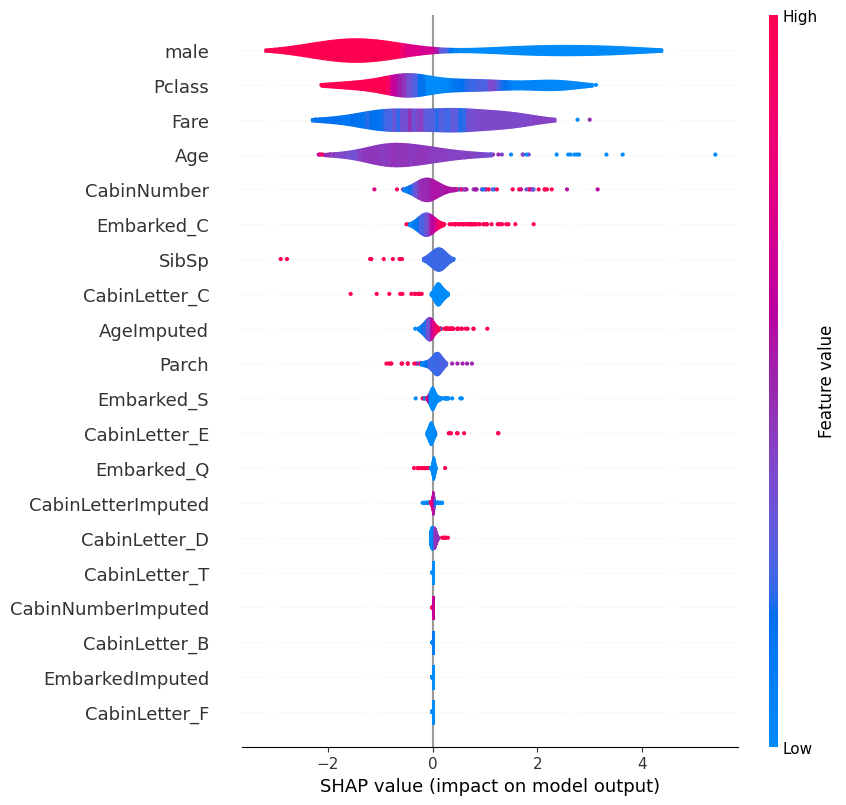 High
male
Pclass
Fare
Age
CabinNumber
Embarked_C
SibSp
CabinLetter_C
AgeImputed
Parch
Embarked_S
CabinLetter_E
Embarked_Q
CabinLetterImputed
CabinLetter_D
CabinLetter_T
CabinNumberImputed
CabinLetter_B
EmbarkedImputed
CabinLetter_F
Feature value
Low
−2 0 2 4
SHAP value (impact on model output)